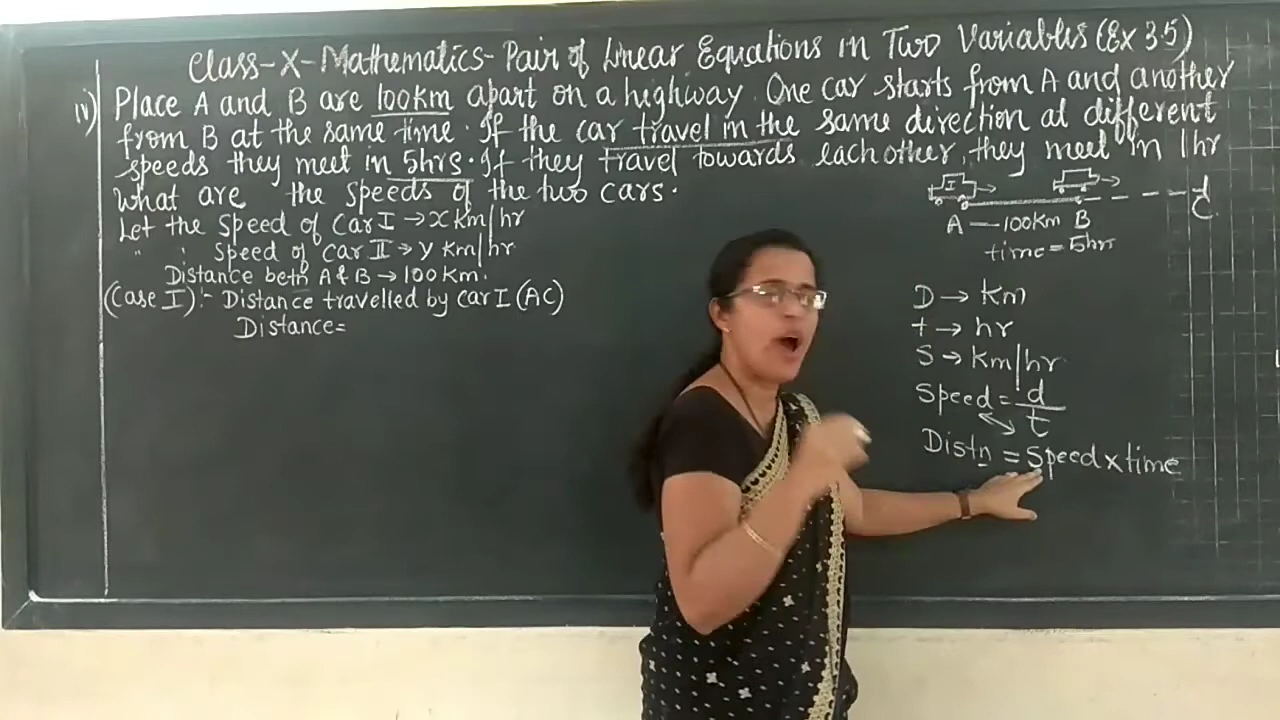 Class-X-Mathematics-Pair of Linear Equations in Two Variables (Ex 3.5)
iv) Place A and B are 100km apart on a highway. One car starts from A and another
from B at the same time. If the car travel in the same direction at different
speeds they meet in 5hrs. If they travel towards each other, they meet in 1hr
What are the speeds of the two cars.
Let the Speed of Car I → x km/hr
" : Speed of Car II → y km/hr
Distance betn A & B → 100 km.
(Case I):- Distance travelled by Car I (AC)
Distance=
I
A — 100Km B
C
time = 5hr
D → Km
t → hr
S → Km/hr
Speed = d/t
Distn = Speed x time